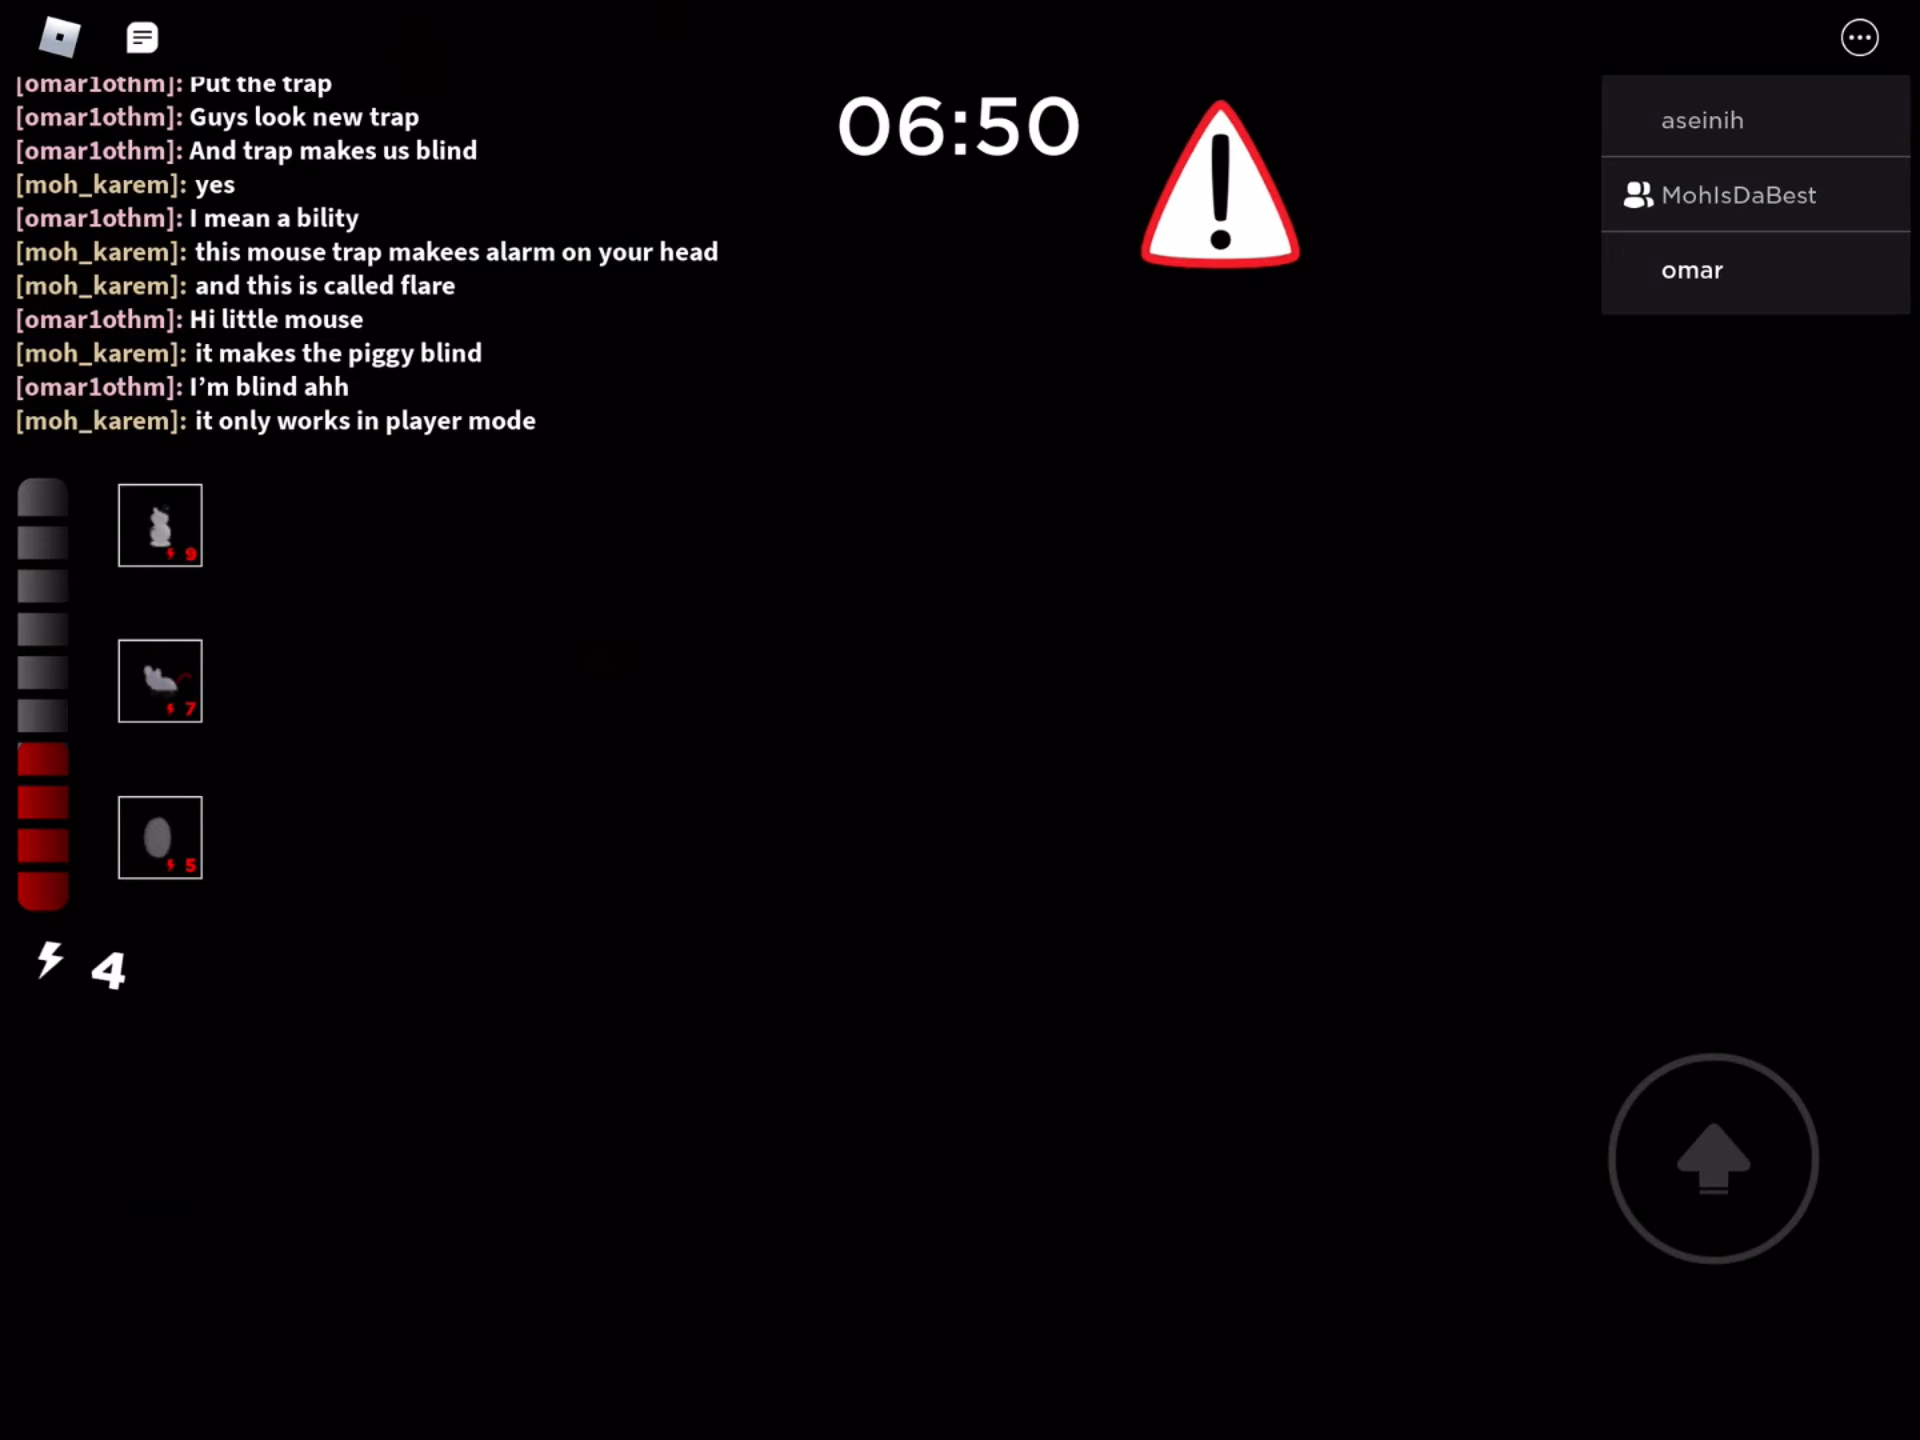 [omar1othm]: Put the trap
[omar1othm]: Guys look new trap
[omar1othm]: And trap makes us blind
[moh_karem]: yes
[omar1othm]: I mean a bility
[moh_karem]: this mouse trap makees alarm on your head
[moh_karem]: and this is called flare
[omar1othm]: Hi little mouse
[moh_karem]: it makes the piggy blind
[omar1othm]: I’m blind ahh
[moh_karem]: it only works in player mode
06:50
!
aseinih
MohIsDaBest
omar
9
7
5
4